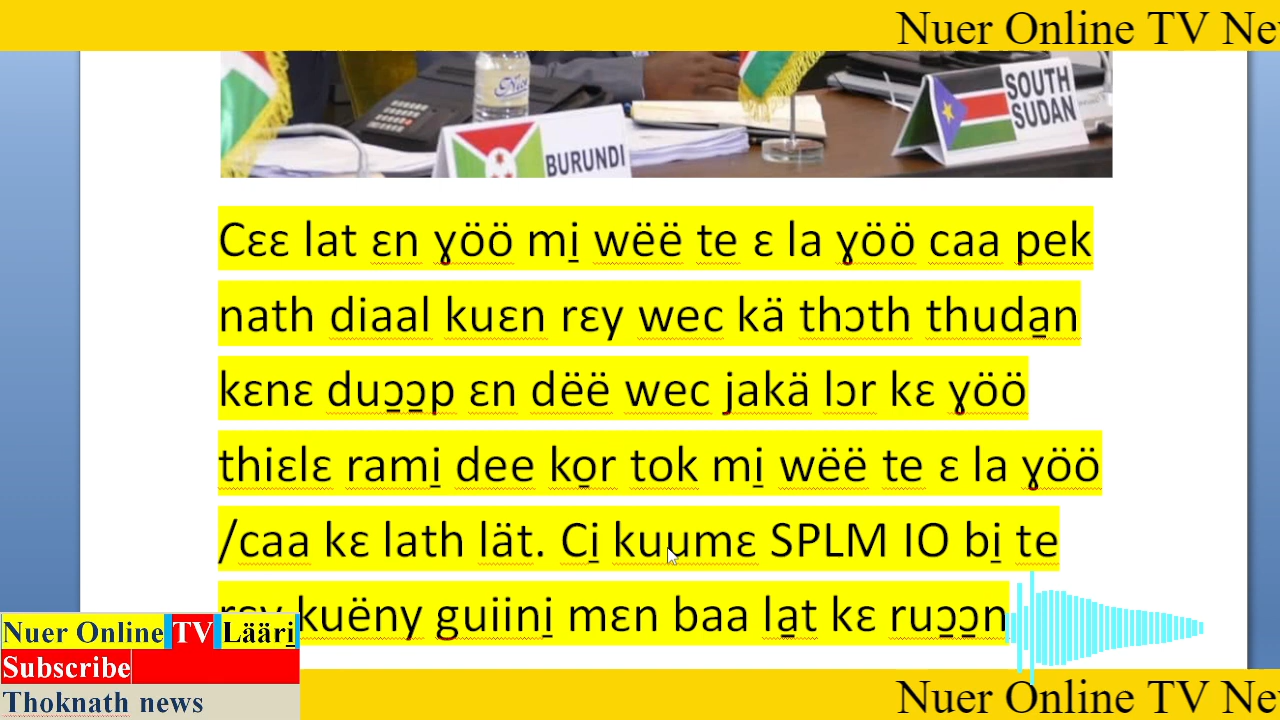 Nuer Online TV Ne
BURUNDI
SOUTH
SUDAN
Cɛɛ lat ɛn ɣöö mi̱ wëë te ɛ la ɣöö caa pek
nath diaal kuɛn rɛy wec kä thɔth thuda̱n
kɛnɛ duɔ̱ɔ̱p ɛn dëë wec jakä lɔr kɛ ɣöö
thiɛlɛ rami̱ dee ko̱r tok mi̱ wëë te ɛ la ɣöö
/caa kɛ lath lät. Ci̱ kuumɛ SPLM IO bi̱ te
kuëny guiini̱ mɛn baa la̱t kɛ ruɔ̱ɔ̱n
Nuer Online TV Lääri̱
Subscribe
Thoknath news
Nuer Online TV Ne